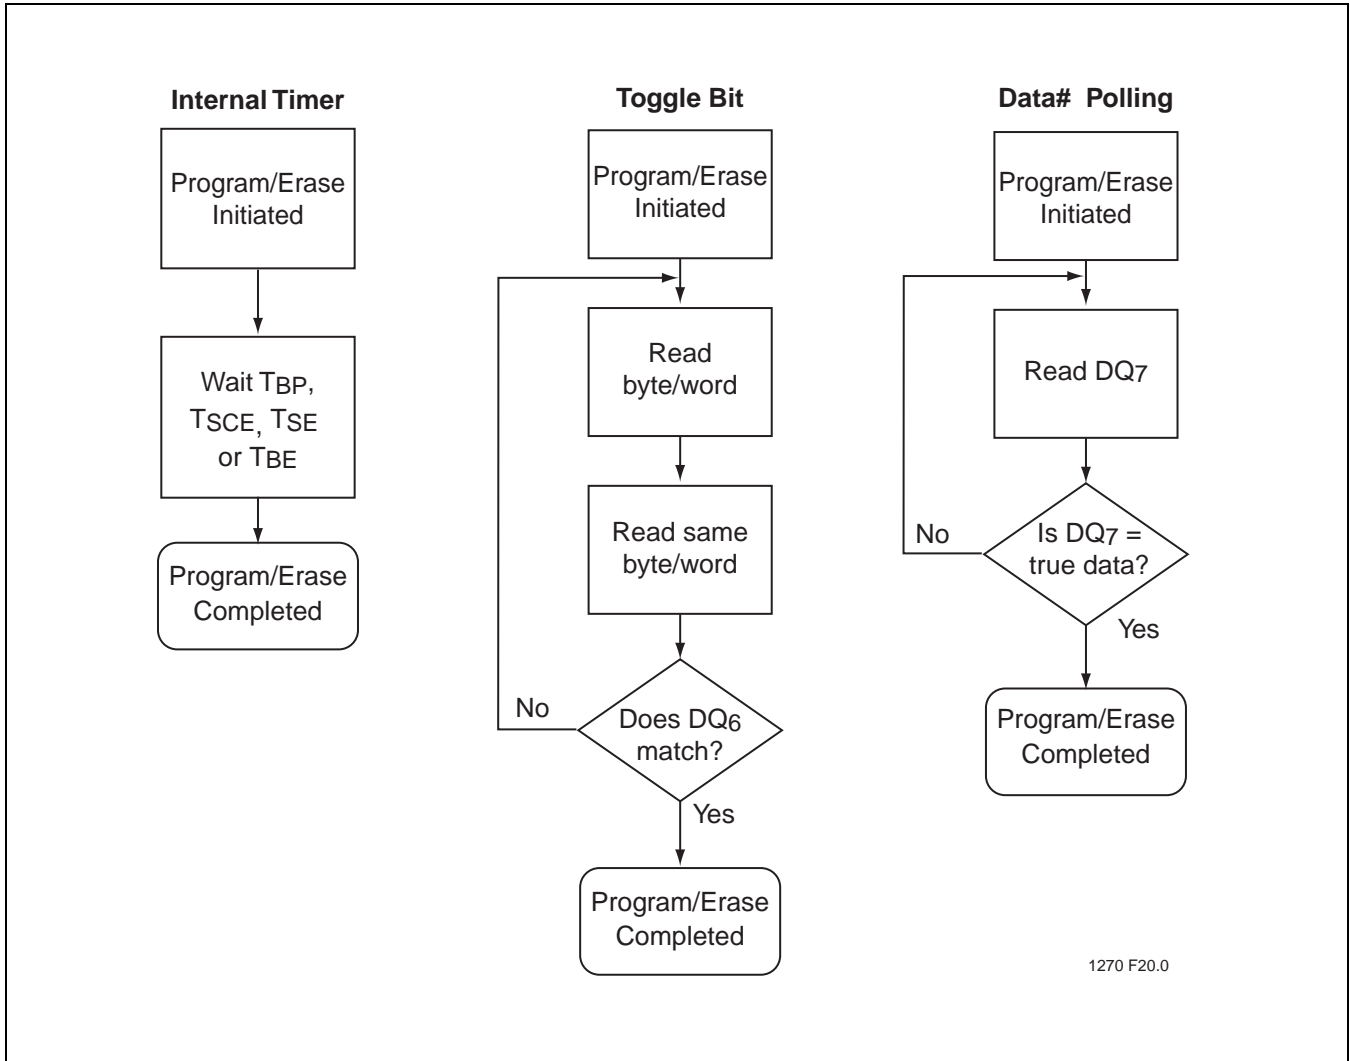 Internal Timer
Program/Erase
Initiated
Wait TBP,
TSCE, TSE
or TBE
Program/Erase
Completed
Toggle Bit
Program/Erase
Initiated
Read
byte/word
Read same
byte/word
Does DQ6
match?
No
Yes
Program/Erase
Completed
Data# Polling
Program/Erase
Initiated
Read DQ7
Is DQ7 =
true data?
No
Yes
Program/Erase
Completed
1270 F20.0